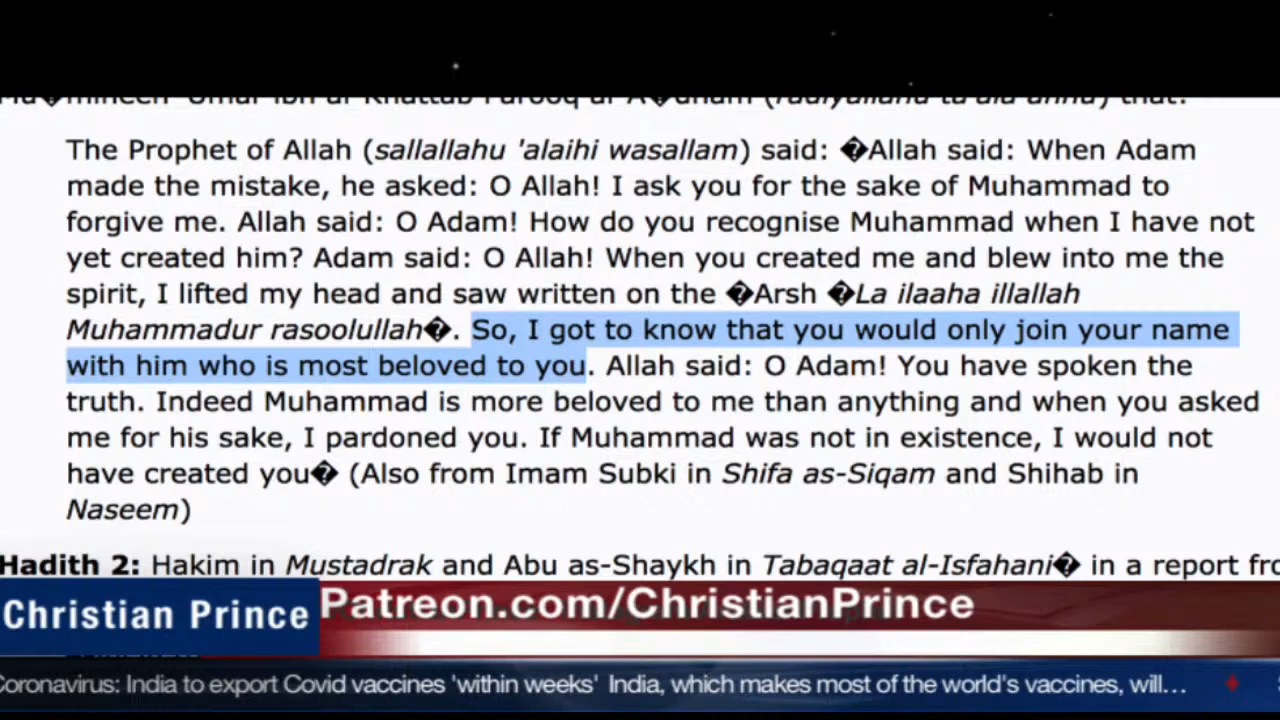 The Prophet of Allah (sallallahu 'alaihi wasallam) said: �Allah said: When Adam
made the mistake, he asked: O Allah! I ask you for the sake of Muhammad to
forgive me. Allah said: O Adam! How do you recognise Muhammad when I have not
yet created him? Adam said: O Allah! When you created me and blew into me the
spirit, I lifted my head and saw written on the �Arsh �La ilaaha illallah
Muhammadur rasoolullah�. So, I got to know that you would only join your name
with him who is most beloved to you. Allah said: O Adam! You have spoken the
truth. Indeed Muhammad is more beloved to me than anything and when you asked
me for his sake, I pardoned you. If Muhammad was not in existence, I would not
have created you� (Also from Imam Subki in Shifa as-Siqam and Shihab in
Naseem)
Hadith 2: Hakim in Mustadrak and Abu as-Shaykh in Tabaqaat al-Isfahani� in a report
Christian Prince
Patreon.com/ChristianPrince
Coronavirus: India to export Covid vaccines 'within weeks' India, which makes most of the world's vaccines, will...